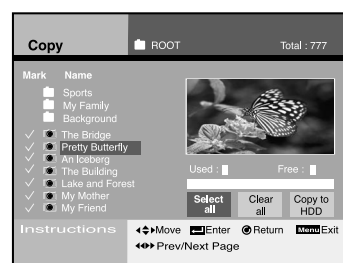 Copy ROOT Total : 777
Mark Name
Sports
My Family
Background
The Bridge
Pretty Butterfly
An Iceberg
The Building
Lake and Forest
My Mother
My Friend
Used : Free :
Select all Clear all Copy to HDD
Instructions Move Enter Return Menu Exit
Prev/Next Page